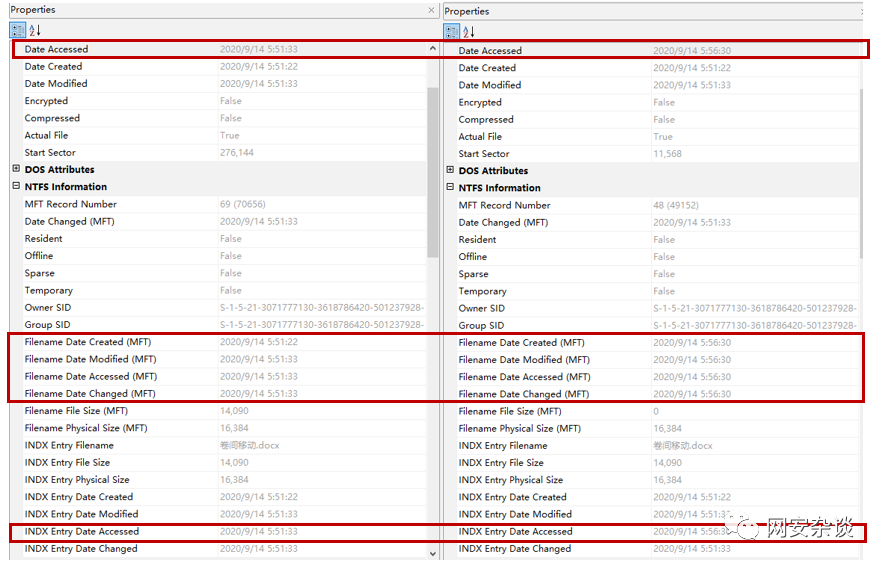 Properties
Date Accessed 2020/9/14 5:51:33
Date Created 2020/9/14 5:51:22
Date Modified 2020/9/14 5:51:33
Encrypted False
Compressed False
Actual File True
Start Sector 276,144
DOS Attributes
NTFS Information
MFT Record Number 69 (70656)
Date Changed (MFT) 2020/9/14 5:51:33
Resident False
Offline False
Sparse False
Temporary False
Owner SID S-1-5-21-3071777130-3618786420-501237928-
Group SID S-1-5-21-3071777130-3618786420-501237928-
Filename Date Created (MFT) 2020/9/14 5:51:22
Filename Date Modified (MFT) 2020/9/14 5:51:33
Filename Date Accessed (MFT) 2020/9/14 5:51:33
Filename Date Changed (MFT) 2020/9/14 5:51:33
Filename File Size (MFT) 14,090
Filename Physical Size (MFT) 16,384
INDX Entry Filename 卷间移动.docx
INDX Entry File Size 14,090
INDX Entry Physical Size 16,384
INDX Entry Date Created 2020/9/14 5:51:22
INDX Entry Date Modified 2020/9/14 5:51:33
INDX Entry Date Accessed 2020/9/14 5:51:33
INDX Entry Date Changed 2020/9/14 5:51:33
Properties
Date Accessed 2020/9/14 5:56:30
Date Created 2020/9/14 5:51:22
Date Modified 2020/9/14 5:51:33
Encrypted False
Compressed False
Actual File True
Start Sector 11,568
DOS Attributes
NTFS Information
MFT Record Number 48 (49152)
Date Changed (MFT) 2020/9/14 5:51:33
Resident False
Offline False
Sparse False
Temporary False
Owner SID S-1-5-21-3071777130-3618786420-501237928-
Group SID S-1-5-21-3071777130-3618786420-501237928-
Filename Date Created (MFT) 2020/9/14 5:56:30
Filename Date Modified (MFT) 2020/9/14 5:56:30
Filename Date Accessed (MFT) 2020/9/14 5:56:30
Filename Date Changed (MFT) 2020/9/14 5:56:30
Filename File Size (MFT) 0
Filename Physical Size (MFT) 16,384
INDX Entry Filename 卷间移动.docx
INDX Entry File Size 14,090
INDX Entry Physical Size 16,384
INDX Entry Date Created 2020/9/14 5:51:22
INDX Entry Date Modified 2020/9/14
INDX Entry Date Accessed 2020/9/14
INDX Entry Date Changed 2020/9/14 5:51:33
网安杂谈